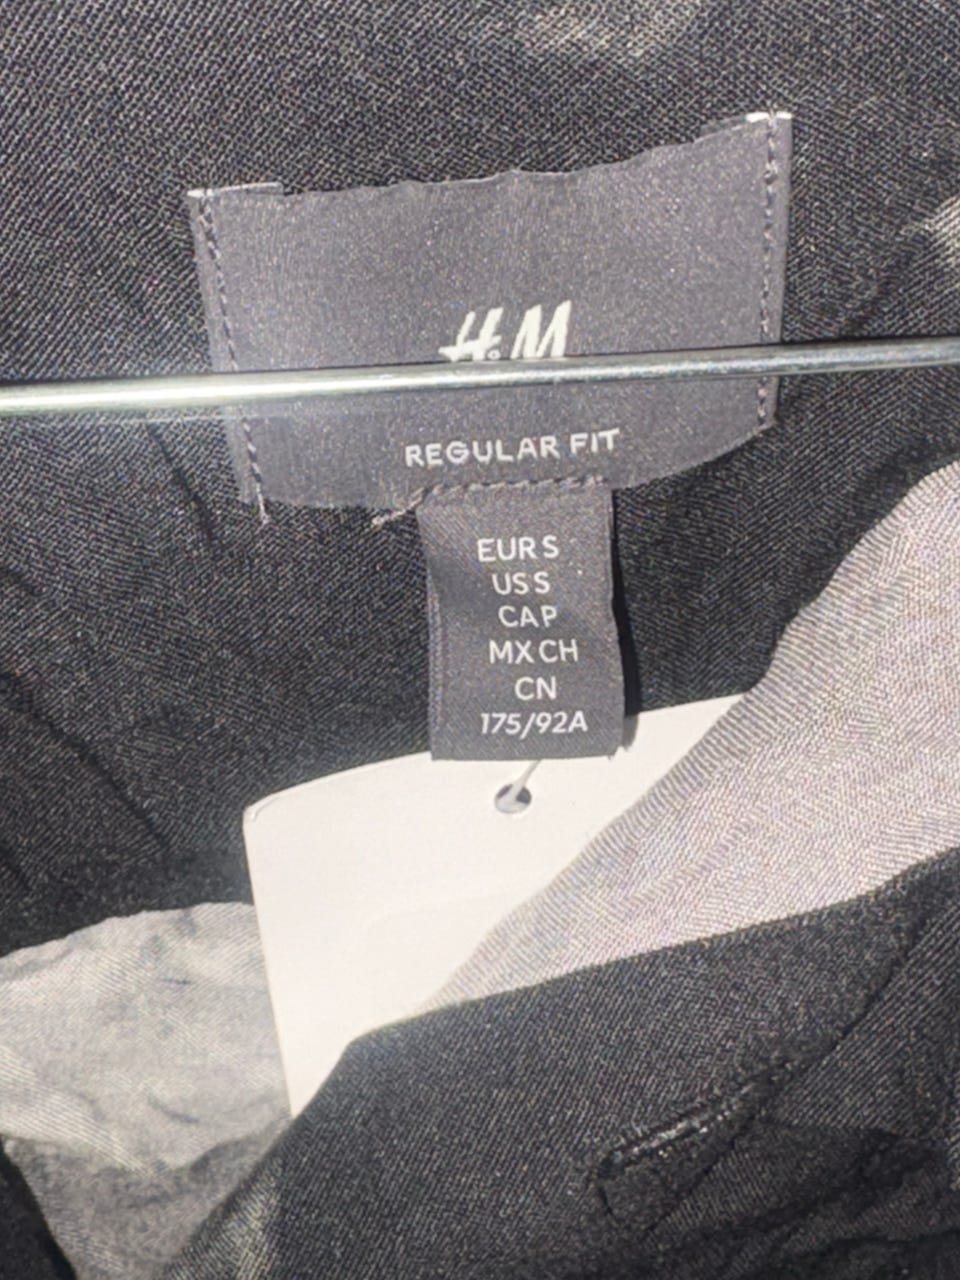 H&M
REGULAR FIT
EUR S
US S
CA P
MX CH
CN
175/92A